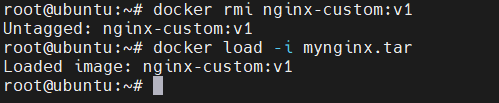 root@ubuntu:~# docker rmi nginx-custom:v1
Untagged: nginx-custom:v1
root@ubuntu:~# docker load -i mynginx.tar
Loaded image: nginx-custom:v1
root@ubuntu:~#